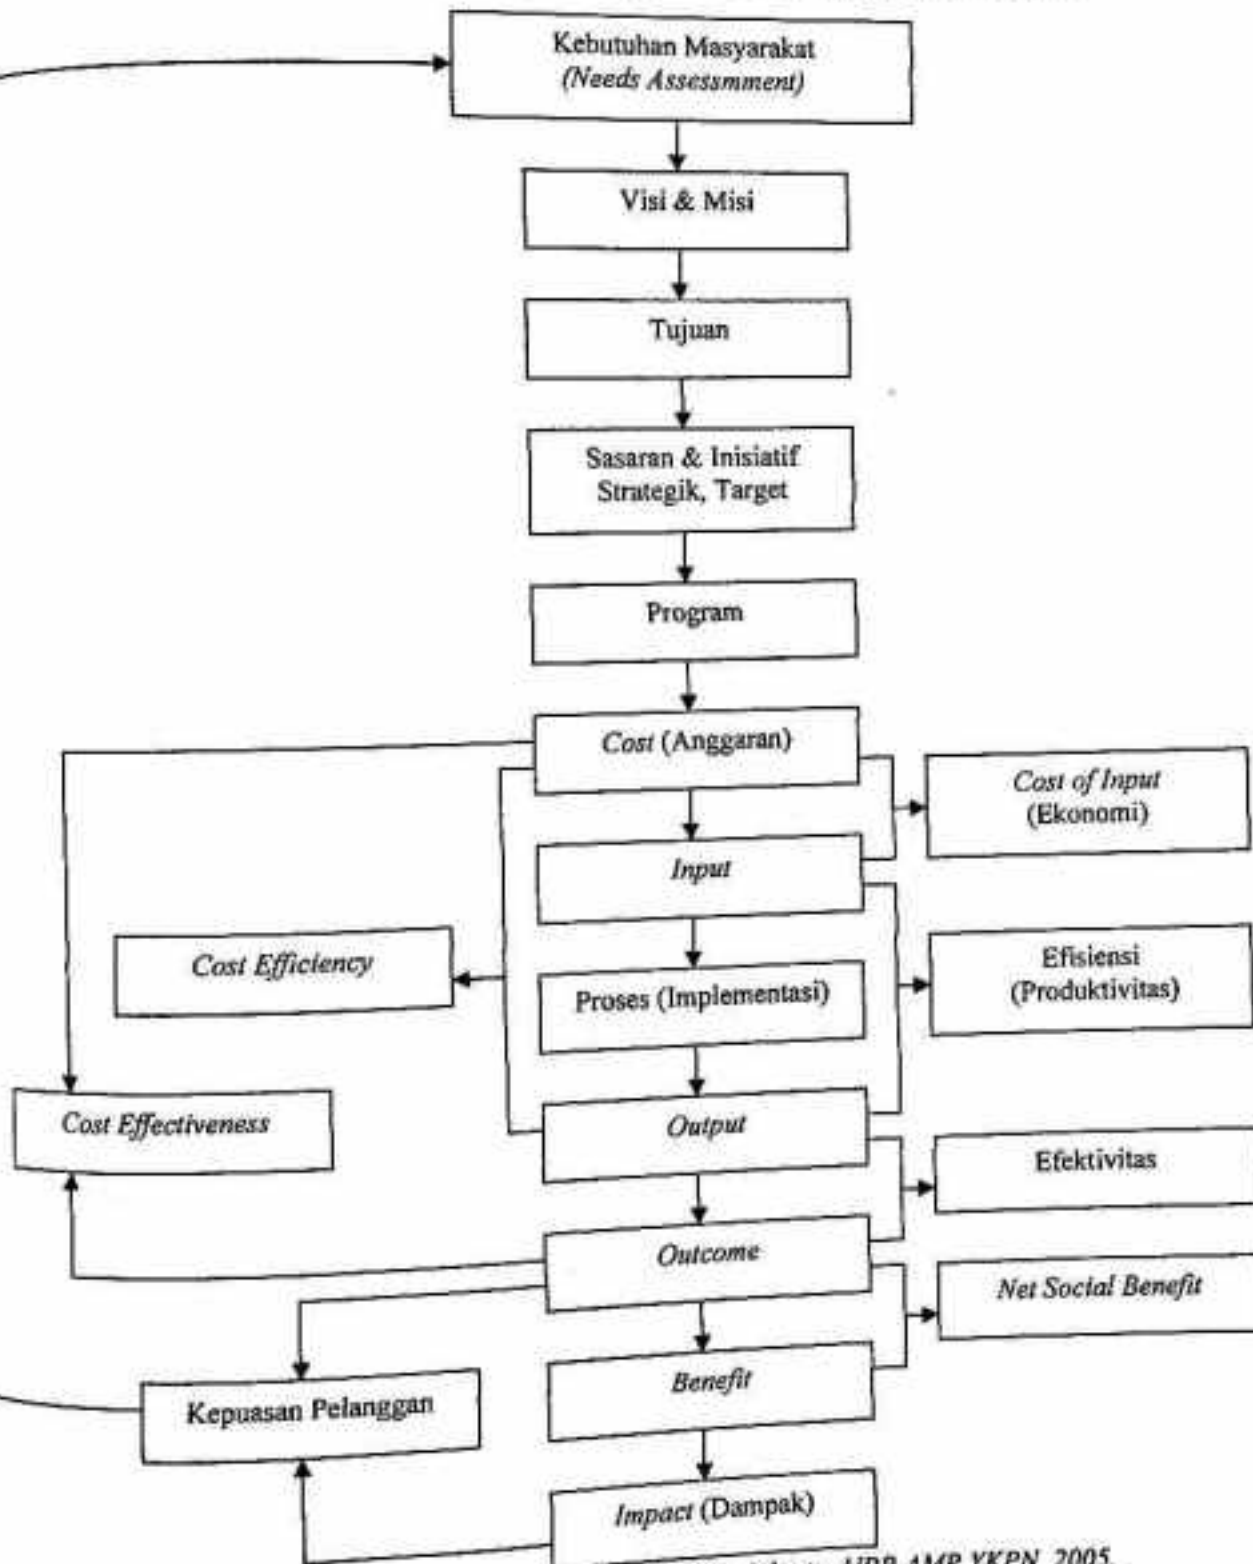 Kebutuhan Masyarakat
(Needs Assessmment)
Visi & Misi
Tujuan
Sasaran & Inisiatif
Strategik, Target
Program
Cost (Anggaran)
Cost of Input
(Ekonomi)
Input
Cost Efficiency
Efisiensi
(Produktivitas)
Proses (Implementasi)
Cost Effectiveness
Output
Efektivitas
Outcome
Net Social Benefit
Benefit
Kepuasan Pelanggan
Impact (Dampak)
YKPN, 2005